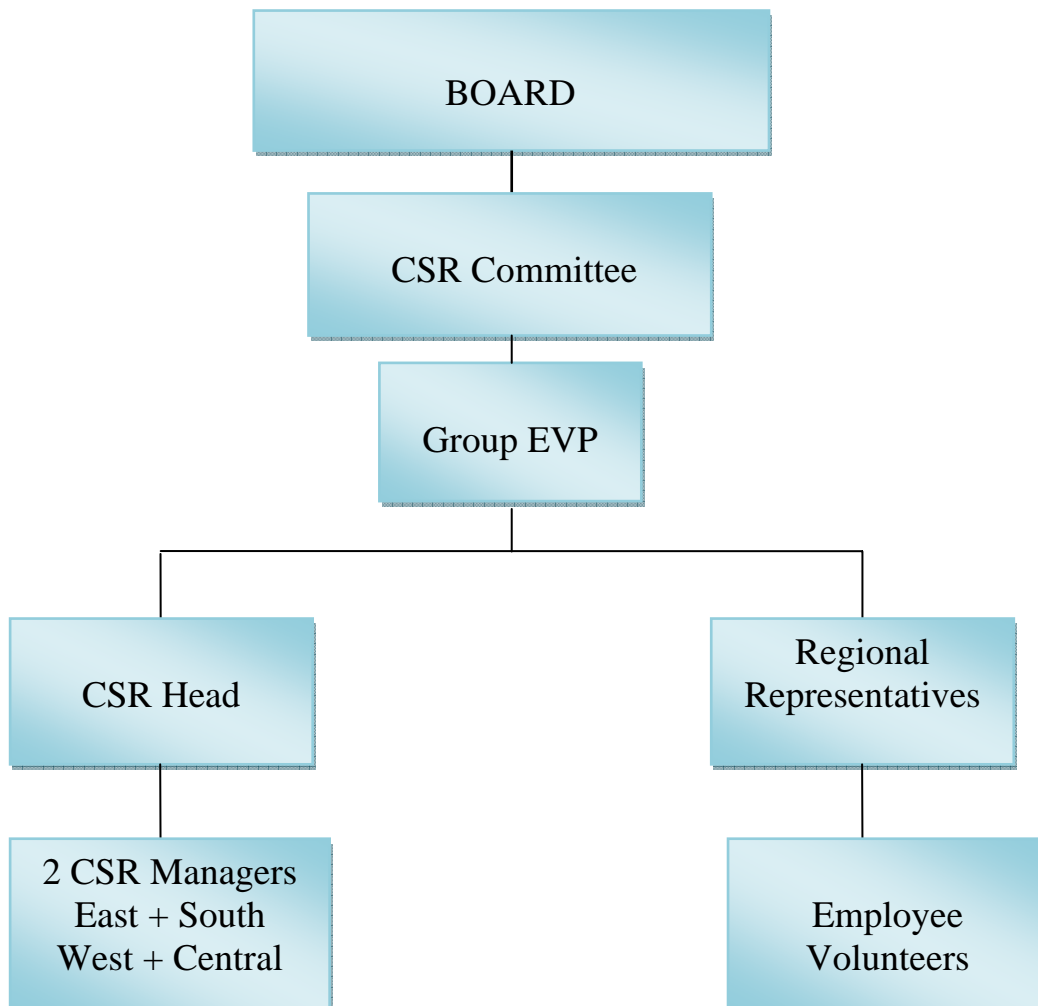 BOARD
CSR Committee
Group EVP
CSR Head
Regional
Representatives
2 CSR Managers
East + South
West + Central
Employee
Volunteers